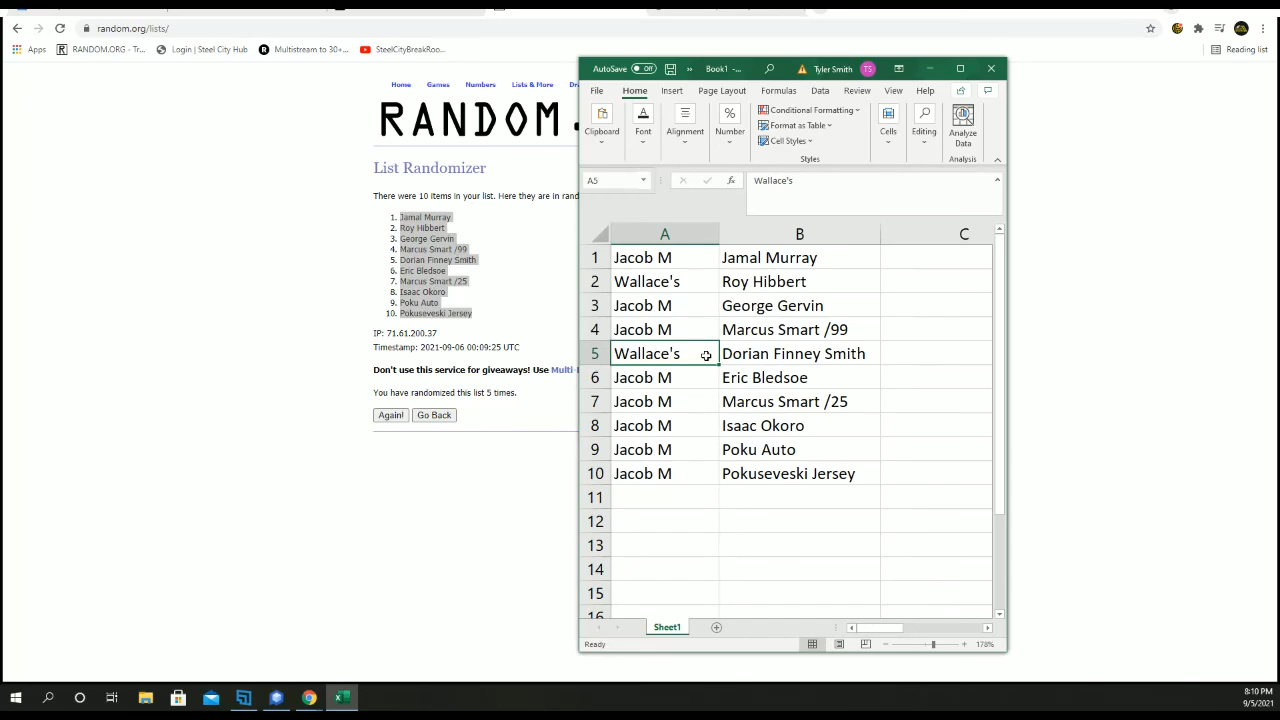 random.org/lists/
Apps
RANDOM.ORG - Tr...
Login | Steel City Hub
Multistream to 30+...
SteelCityBreakRoo...
Reading list
Home Games Numbers Lists & More
RANDOM.
List Randomizer
There were 10 items in your list. Here they are in rand
1. Jamal Murray
2. Roy Hibbert
3. George Gervin
4. Marcus Smart /99
5. Dorian Finney Smith
6. Eric Bledsoe
7. Marcus Smart /25
8. Isaac Okoro
9. Poku Auto
10. Pokuseveski Jersey
IP: 71.61.200.37
Timestamp: 2021-09-06 00:09:25 UTC
Don't use this service for giveaways! Use Multi-
You have randomized this list 5 times.
Again! Go Back
AutoSave Off » Book1 -... Tyler Smith TS
File Home Insert Page Layout Formulas Data Review View Help
Clipboard
Font
Alignment
Number
Conditional Formatting
Format as Table
Cell Styles
Styles
Cells
Editing
Analyze
Data
Analysis
A5 fx Wallace's
A B C
1 Jacob M Jamal Murray
2 Wallace's Roy Hibbert
3 Jacob M George Gervin
4 Jacob M Marcus Smart /99
5 Wallace's Dorian Finney Smith
6 Jacob M Eric Bledsoe
7 Jacob M Marcus Smart /25
8 Jacob M Isaac Okoro
9 Jacob M Poku Auto
10 Jacob M Pokuseveski Jersey
11
12
13
14
15
16
Sheet1
Ready
178%
8:10 PM
9/5/2021